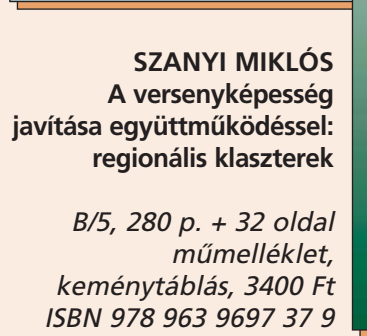 SZANYI MIKLÓS
A versenyképesség
javítása együttműködéssel:
regionális klaszterek
B/5, 280 p. + 32 oldal
műmelléklet,
keménytáblás, 3400 Ft
ISBN 978 963 9697 37 9